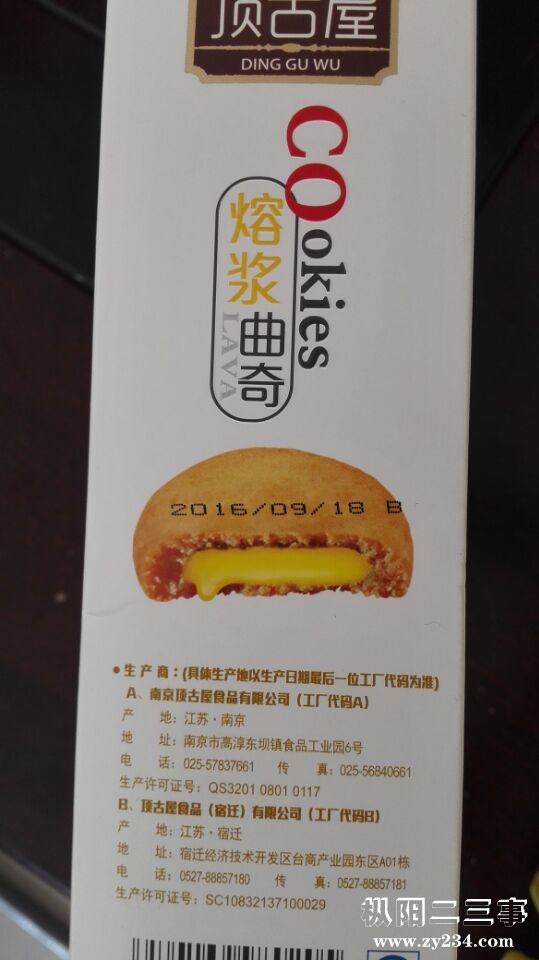 顶古屋
DING GU WU
COokies
熔浆
曲奇
LAVA
2016/09/18 B
• 生产商：(具体生产地以生产日期最后一位工厂代码为准)
A、南京顶古屋食品有限公司（工厂代码A）
产 地：江苏·南京
地 址：南京市高淳东坝镇食品工业园6号
电 话：025-57837661 传 真：025-56840661
生产许可证号：QS3201 0801 0117
B、顶古屋食品（宿迁）有限公司（工厂代码B）
产 地：江苏·宿迁
地 址：宿迁经济技术开发区台商产业园东区A01栋
电 话：0527-88857180 传 真：0527-88857181
生产许可证号：SC10832137100029
枞阳二三事
www.zy234.com